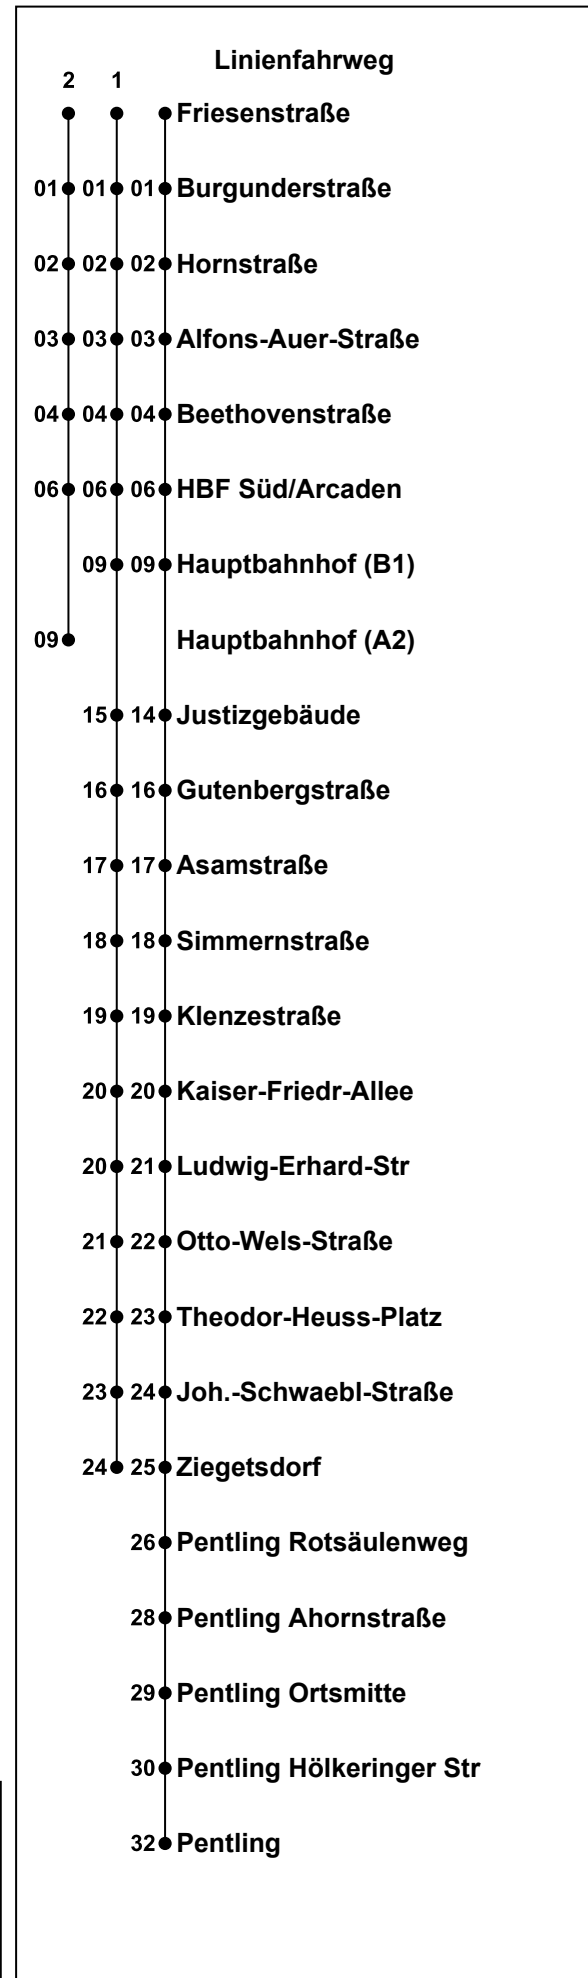 Linienfahrweg
2 1
Friesenstraße
01 01 01 Burgunderstraße
02 02 02 Hornstraße
03 03 03 Alfons-Auer-Straße
04 04 04 Beethovenstraße
06 06 06 HBF Süd/Arcaden
09 09 Hauptbahnhof (B1)
09 Hauptbahnhof (A2)
15 14 Justizgebäude
16 16 Gutenbergstraße
17 17 Asamstraße
18 18 Simmernstraße
19 19 Klenzestraße
20 20 Kaiser-Friedr-Allee
20 21 Ludwig-Erhard-Str
21 22 Otto-Wels-Straße
22 23 Theodor-Heuss-Platz
23 24 Joh.-Schwaebl-Straße
24 25 Ziegetsdorf
26 Pentling Rotsäulenweg
28 Pentling Ahornstraße
29 Pentling Ortsmitte
30 Pentling Hölkeringer Str
32 Pentling